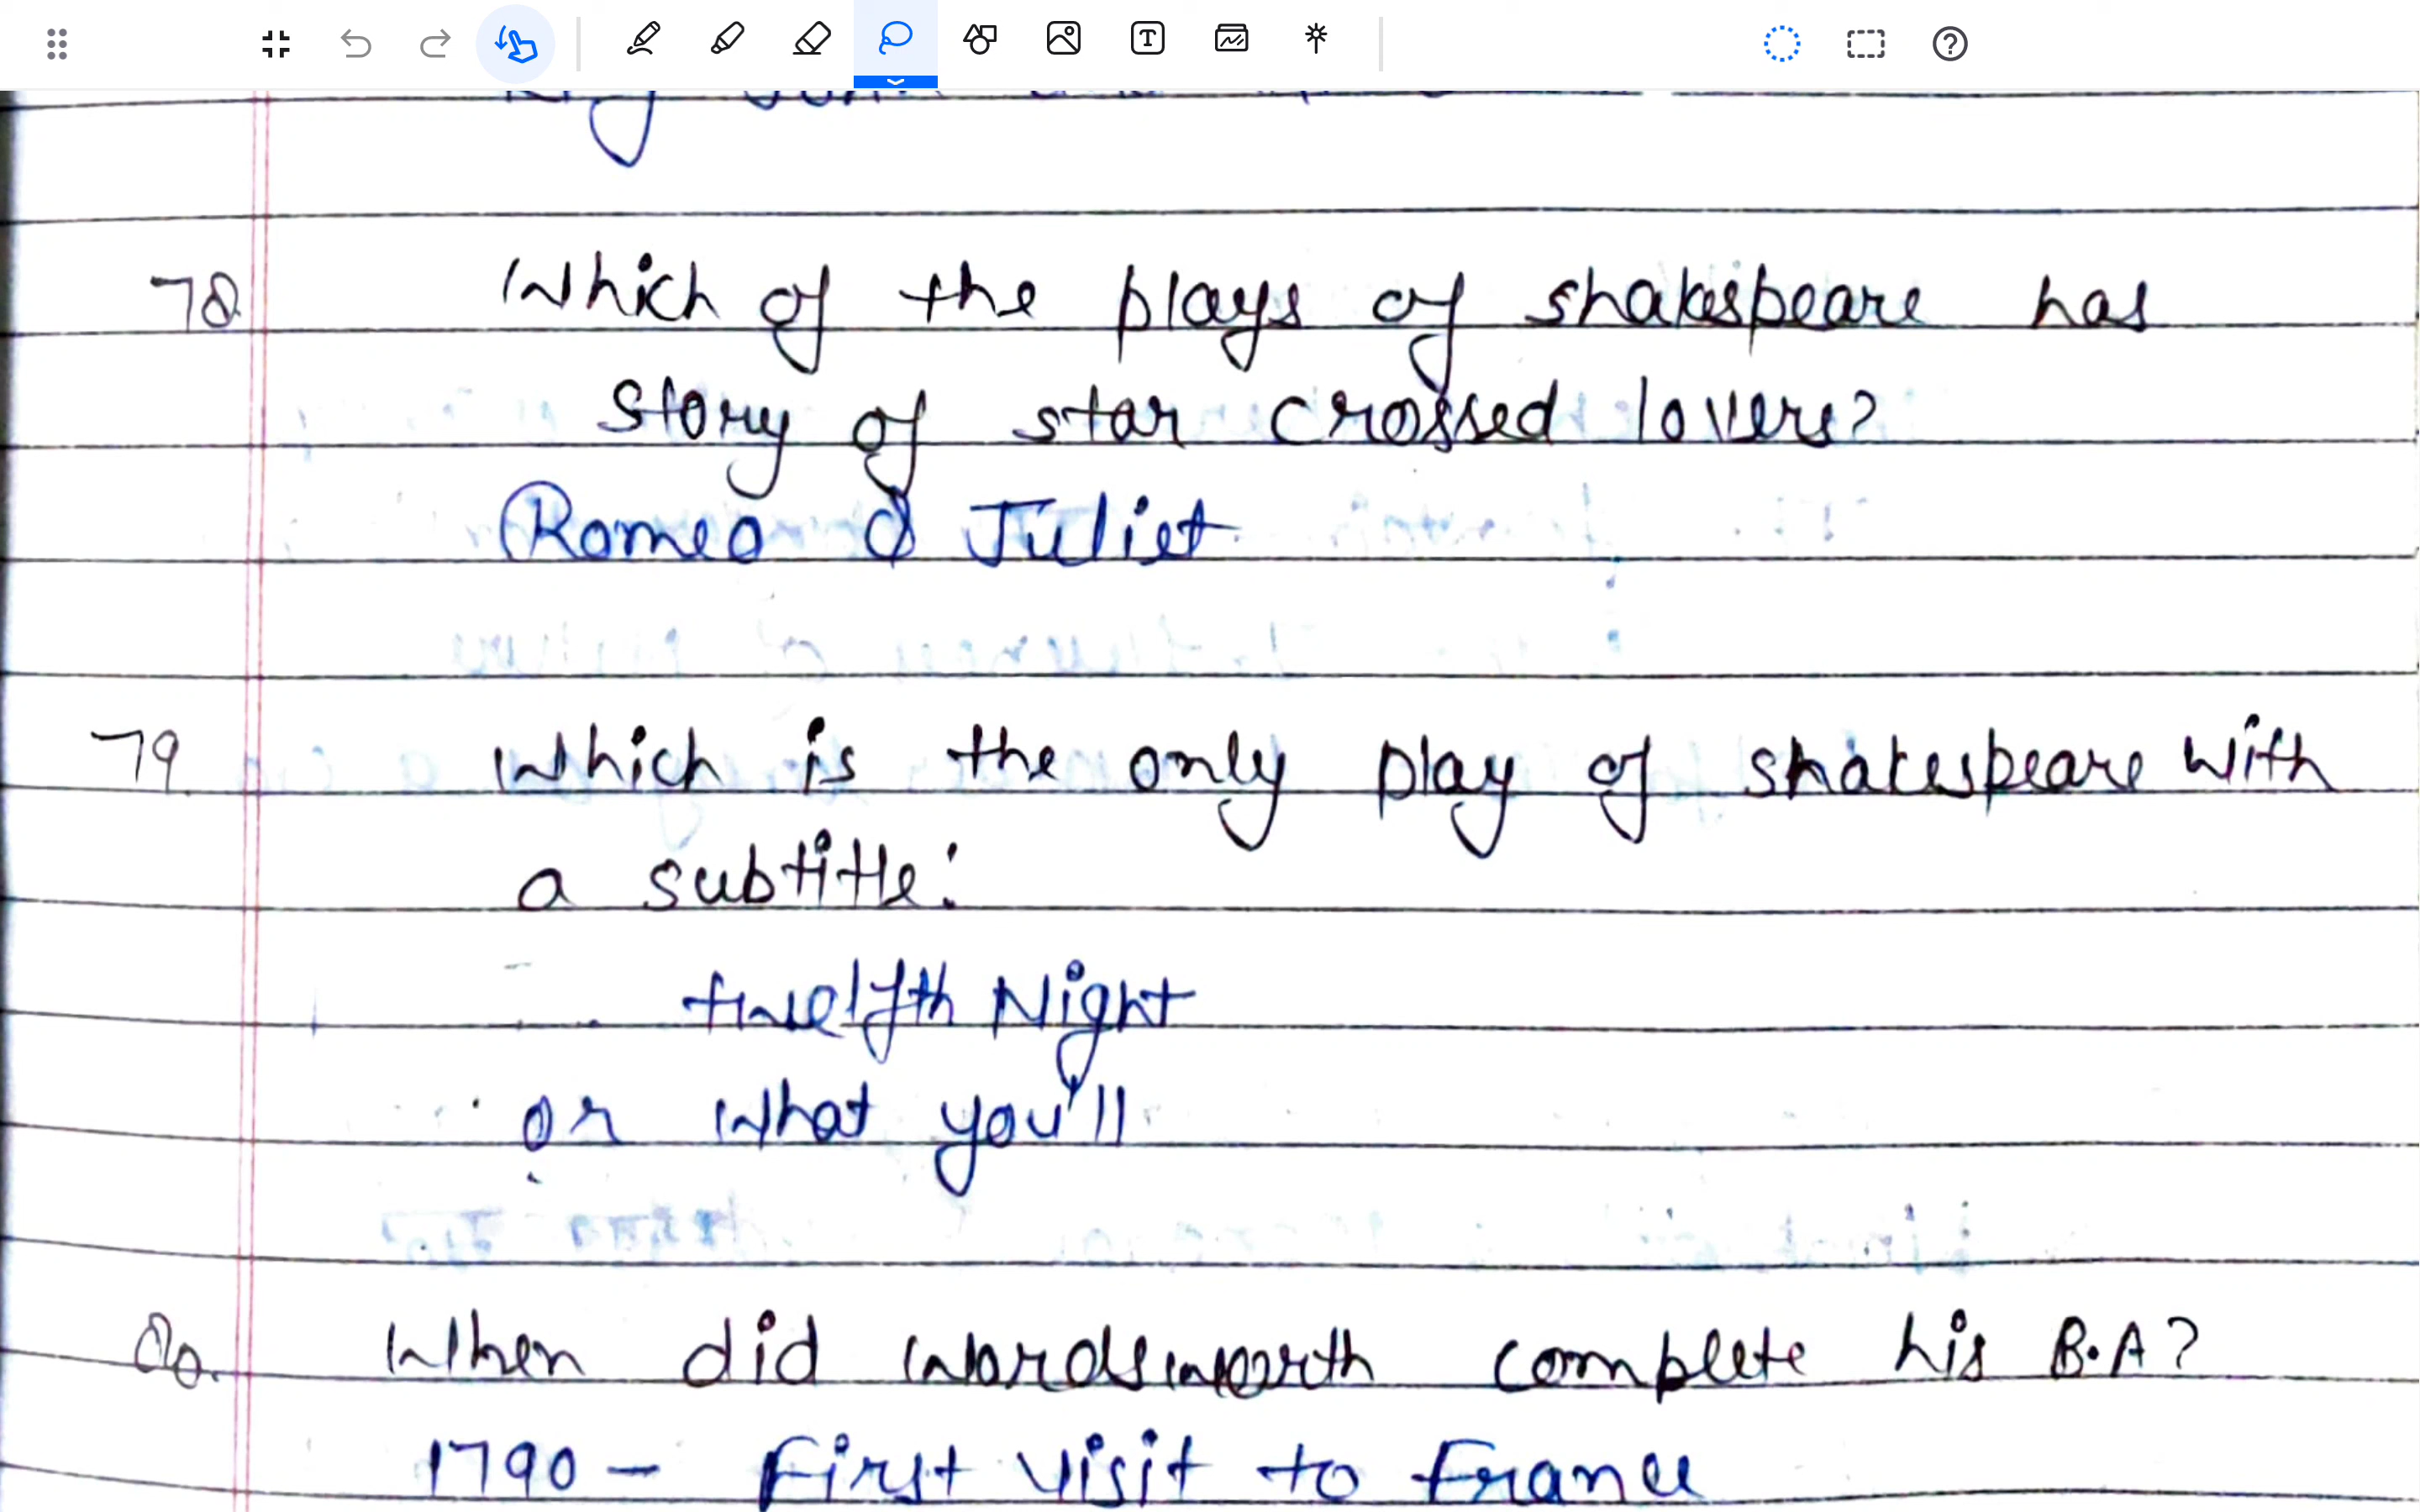 78. Which of the plays of shakespeare has
story of star crossed lovers?
Romeo & Juliet
79. Which is the only play of shakespeare with
a subtitle:
twelfth Night
or what you'll
80. When did wordsworth complete his B.A?
1790 - First visit to France